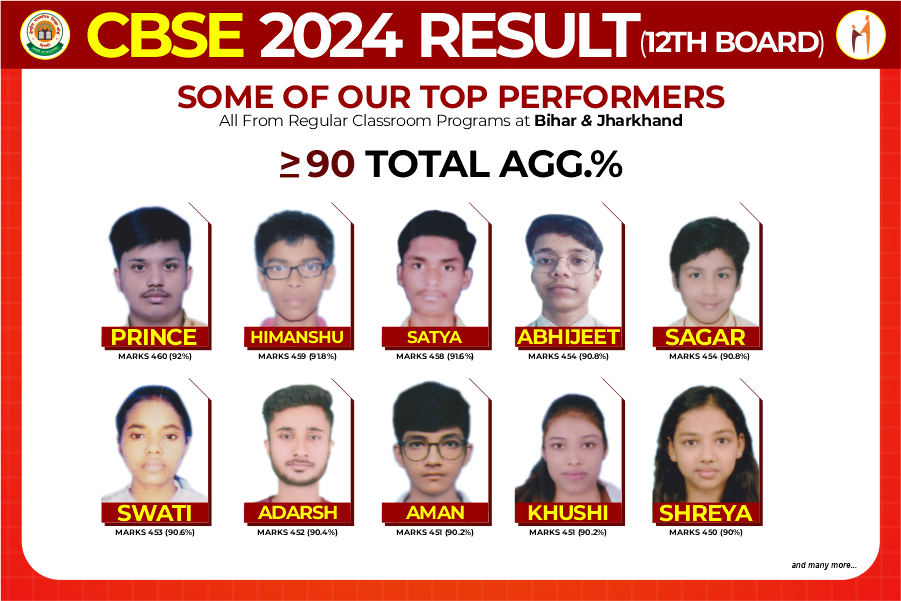 CBSE 2024 RESULT (12TH BOARD)
SOME OF OUR TOP PERFORMERS
All From Regular Classroom Programs at Bihar & Jharkhand
≥90 TOTAL AGG.%
PRINCE HIMANSHU SATYA ABHIJEET SAGAR
MARKS 460 (92%) MARKS 459 (91.8%) MARKS 458 (91.6%) MARKS 454 (90.8%) MARKS 454 (90.8%)
SWATI ADARSH AMAN KHUSHI SHREYA
MARKS 453 (90.6%) MARKS 452 (90.4%) MARKS 451 (90.2%) MARKS 451 (90.2%) MARKS 450 (90%)
and many more...